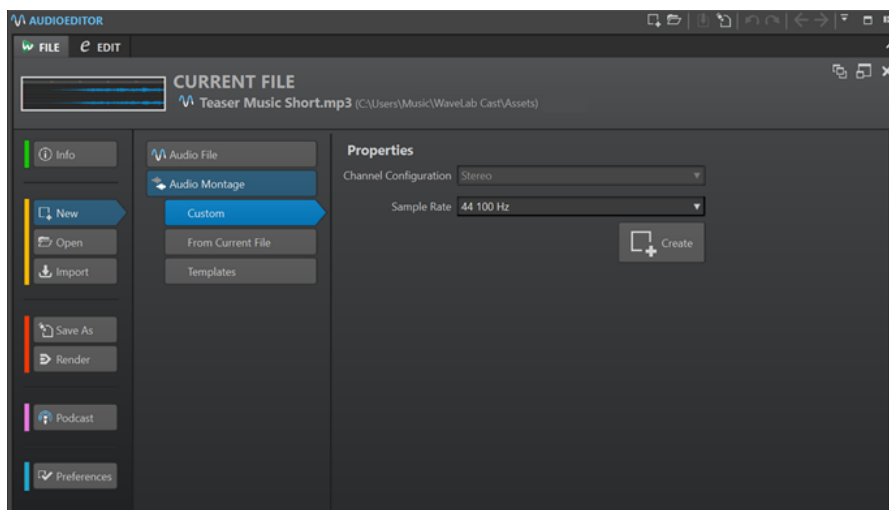 AUDIOEDITOR
FILE EDIT
CURRENT FILE
Teaser Music Short.mp3 (C:\Users\Music\WaveLab Cast\Assets)
Info
New
Open
Import
Save As
Render
Podcast
Preferences
Audio File
Audio Montage
Custom
From Current File
Templates
Properties
Channel Configuration Stereo
Sample Rate 44 100 Hz
Create